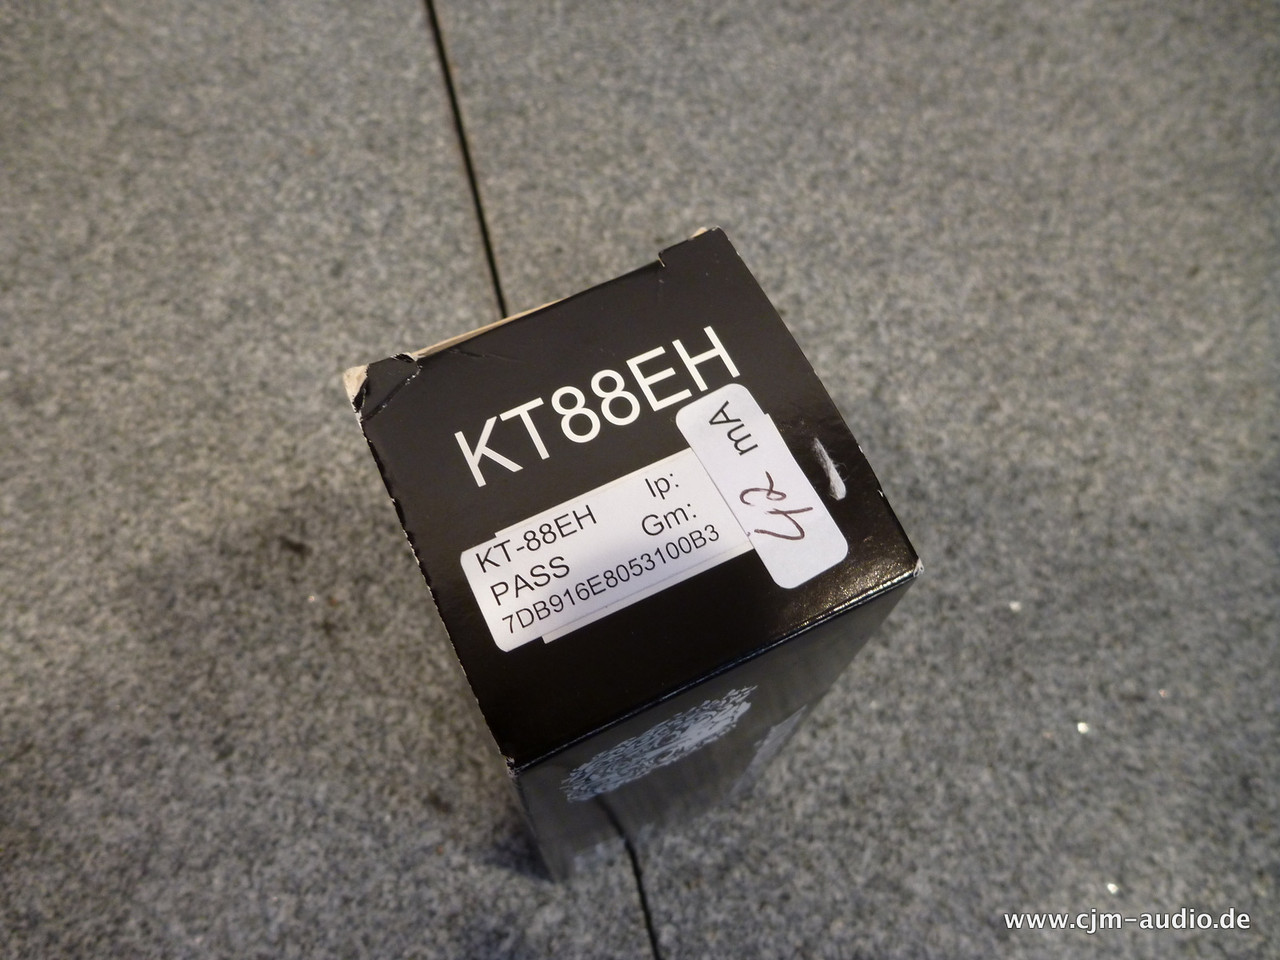 KT88EH
KT-88EH Ip:
PASS Gm:
7DB916E8053100B3
42 mA
www.cjm-audio.de